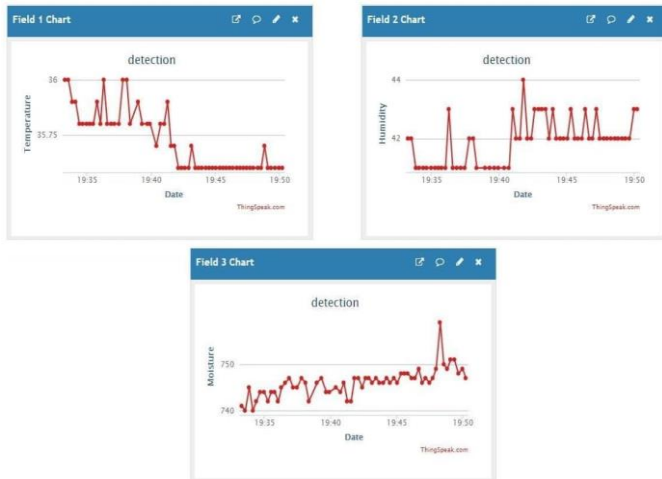 Field 1 Chart
detection
Temperature
36
35.75
19:35
19:40
19:45
19:50
Date
ThingSpeak.com
Field 2 Chart
detection
Humidity
44
42
19:35
19:40
19:45
19:50
Date
ThingSpeak.com
Field 3 Chart
detection
Moisture
750
740
19:35
19:40
19:45
19:50
Date
ThingSpeak.com